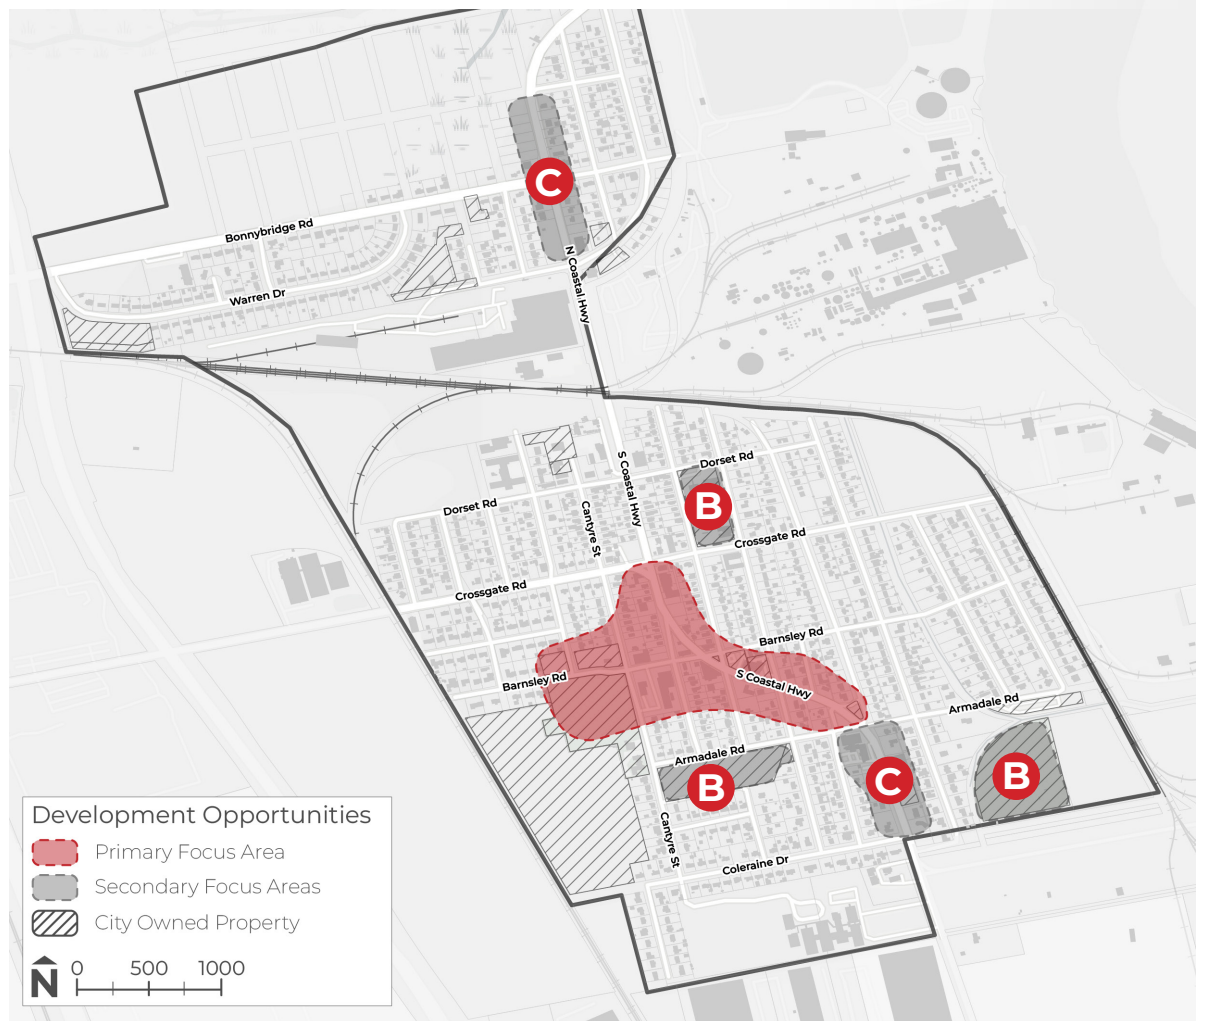 C
Bonnybridge Rd
Warren Dr
N Coastal Hwy
S Coastal Hwy
Dorset Rd
B
Dorset Rd
Cantyre St
Crossgate Rd
Crossgate Rd
Barnsley Rd
Barnsley Rd
S Coastal Hwy
Armadale Rd
Armadale Rd
B
C
B
Cantyre St
Coleraine Dr
Development Opportunities
Primary Focus Area
Secondary Focus Areas
City Owned Property
N
0 500 1000